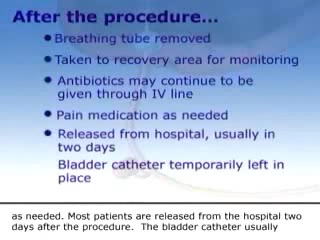 After the procedure...
Breathing tube removed
Taken to recovery area for monitoring
Antibiotics may continue to be
given through IV line
Pain medication as needed
Released from hospital, usually in
two days
Bladder catheter temporarily left in
place
as needed. Most patients are released from the hospital two
days after the procedure.  The bladder catheter usually